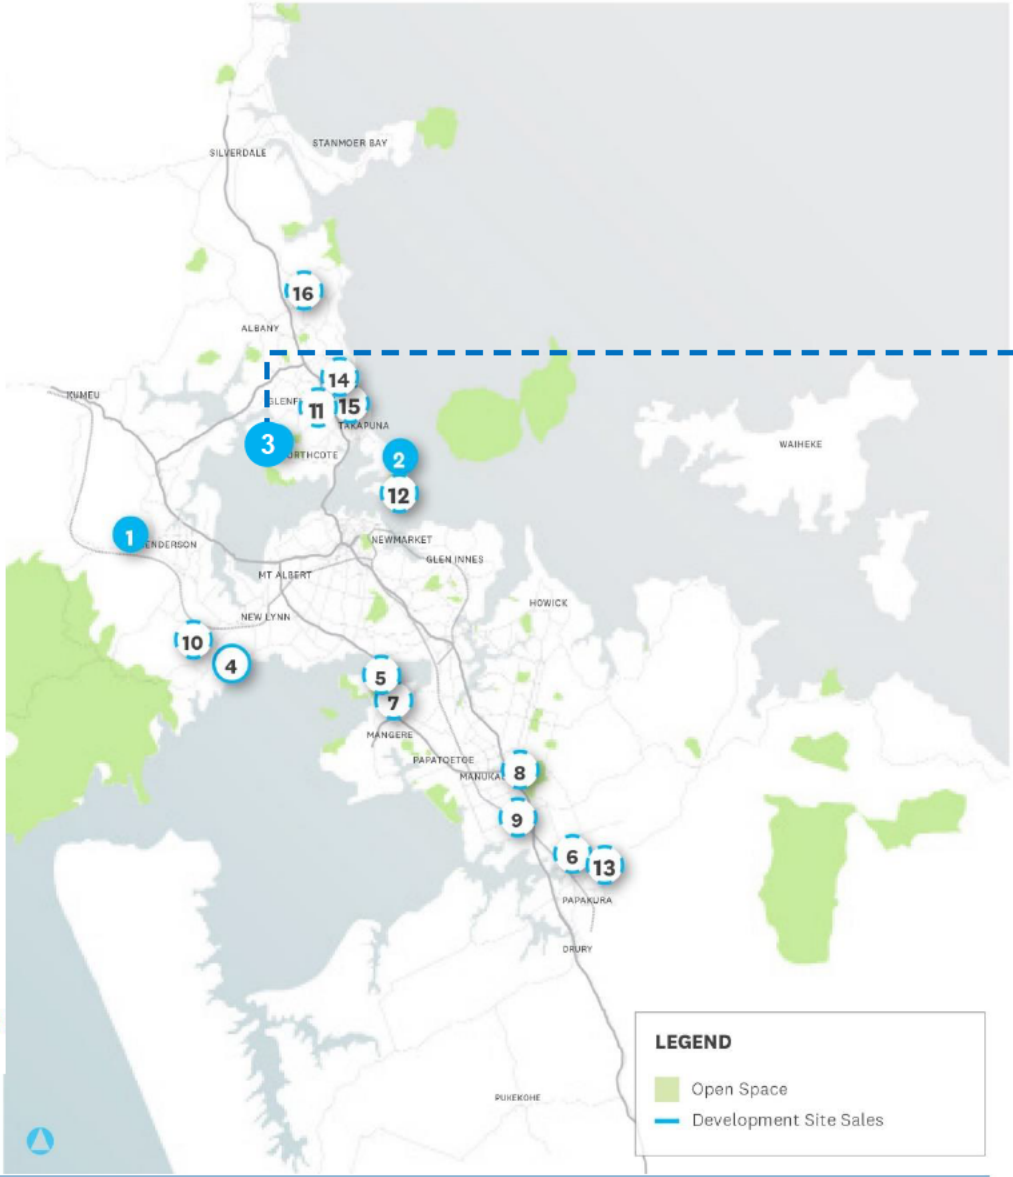 STANMOER BAY
SILVERDALE
16
ALBANY
14
KUMEU
GLENF
11
15
TAKAPUNA
3
ORTHCOTE
2
WAIHEKE
12
1
ENDERSON
NEWMARKET
GLEN INNES
MT ALBERT
HOWICK
NEW LYNN
10
4
5
7
MANGERE
PAPATOETOE
MANUKA
8
9
6
13
PAPAKURA
DRURY
PUKEKOHE
LEGEND
Open Space
Development Site Sales